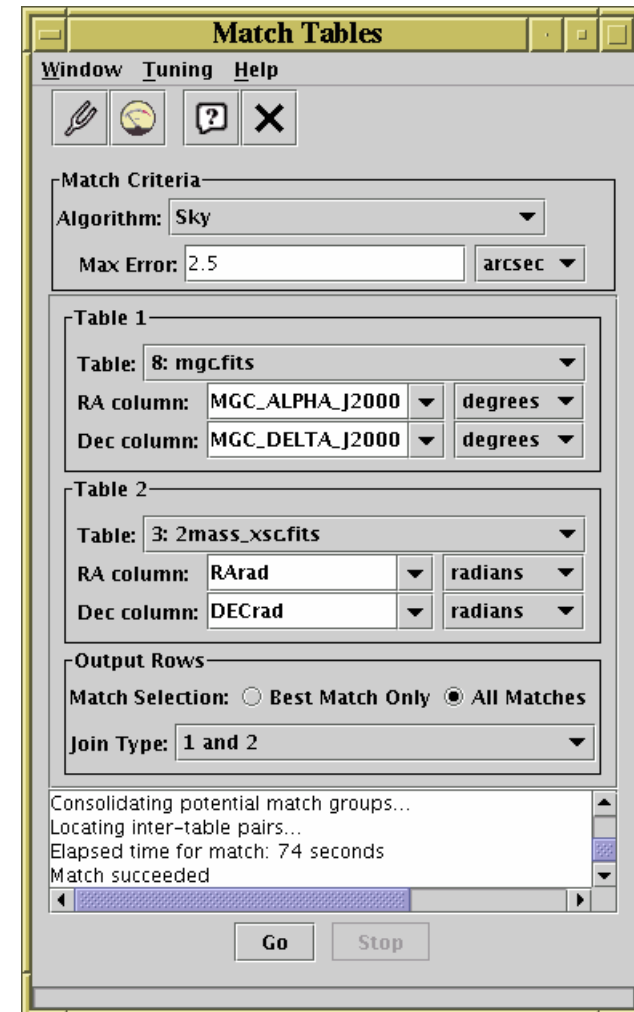 Match Tables
Window Tuning Help
Match Criteria
Algorithm: Sky
Max Error: 2.5 arcsec
Table 1
Table: 8: mgc.fits
RA column: MGC_ALPHA_J2000 degrees
Dec column: MGC_DELTA_J2000 degrees
Table 2
Table: 3: 2mass_xsc.fits
RA column: RArad radians
Dec column: DECrad radians
Output Rows
Match Selection: Best Match Only All Matches
Join Type: 1 and 2
Consolidating potential match groups...
Locating inter-table pairs...
Elapsed time for match: 74 seconds
Match succeeded
Go Stop